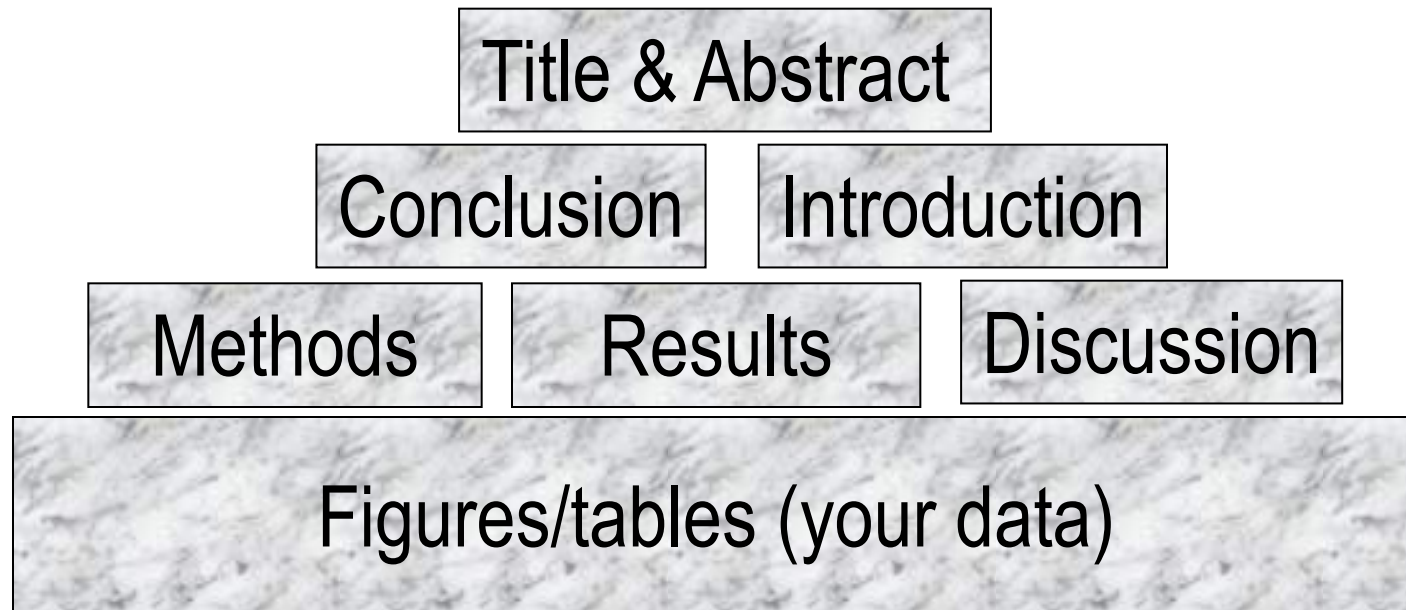 Title & Abstract
Conclusion
Introduction
Methods
Results
Discussion
Figures/tables (your data)